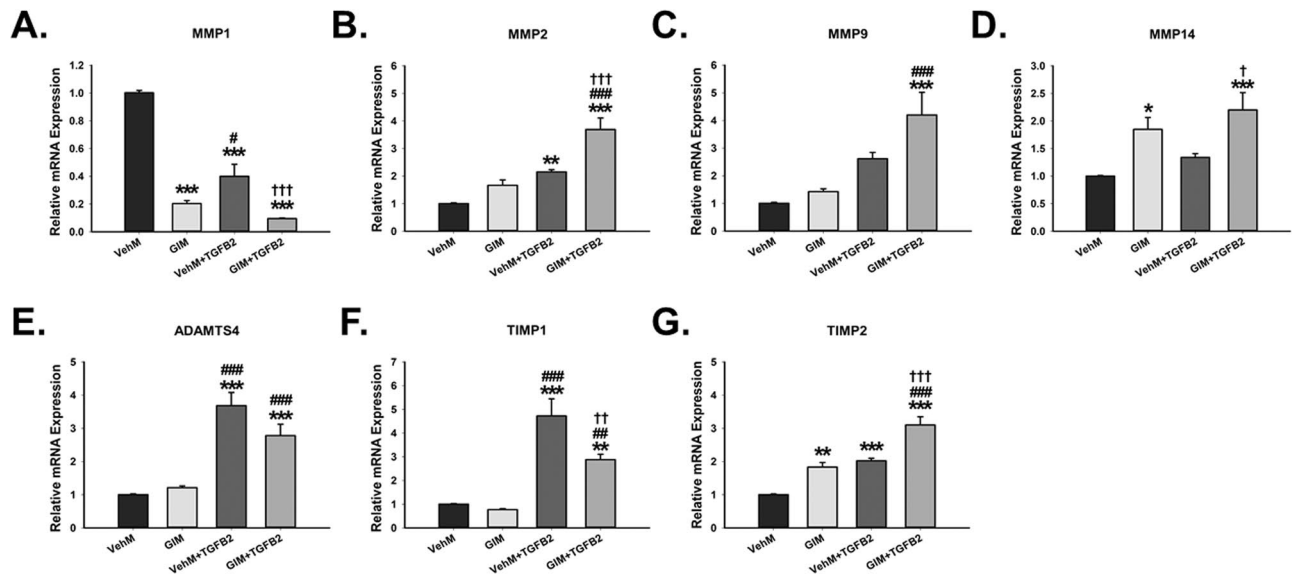 A.
MMP1
Relative mRNA Expression
1.2
1.0
0.8
0.6
0.4
0.2
0.0
***
#
***
†††
***
VehM
GIM
VehM+TGFB2
GIM+TGFB2
B.
MMP2
Relative mRNA Expression
6
5
4
3
2
1
0
**
†††
###
***
VehM
GIM
VehM+TGFB2
GIM+TGFB2
C.
MMP9
Relative mRNA Expression
6
5
4
3
2
1
0
###
***
VehM
GIM
VehM+TGFB2
GIM+TGFB2
D.
MMP14
Relative mRNA Expression
3.0
2.5
2.0
1.5
1.0
0.5
0.0
*
†
***
VehM
GIM
VehM+TGFB2
GIM+TGFB2
E.
ADAMTS4
Relative mRNA Expression
5
4
3
2
1
0
###
***
###
***
VehM
GIM
VehM+TGFB2
GIM+TGFB2
F.
TIMP1
Relative mRNA Expression
7
6
5
4
3
2
1
0
###
***
††
##
**
VehM
GIM
VehM+TGFB2
GIM+TGFB2
G.
TIMP2
Relative mRNA Expression
5
4
3
2
1
0
**
***
†††
###
***
VehM
GIM
VehM+TGFB2
GIM+TGFB2